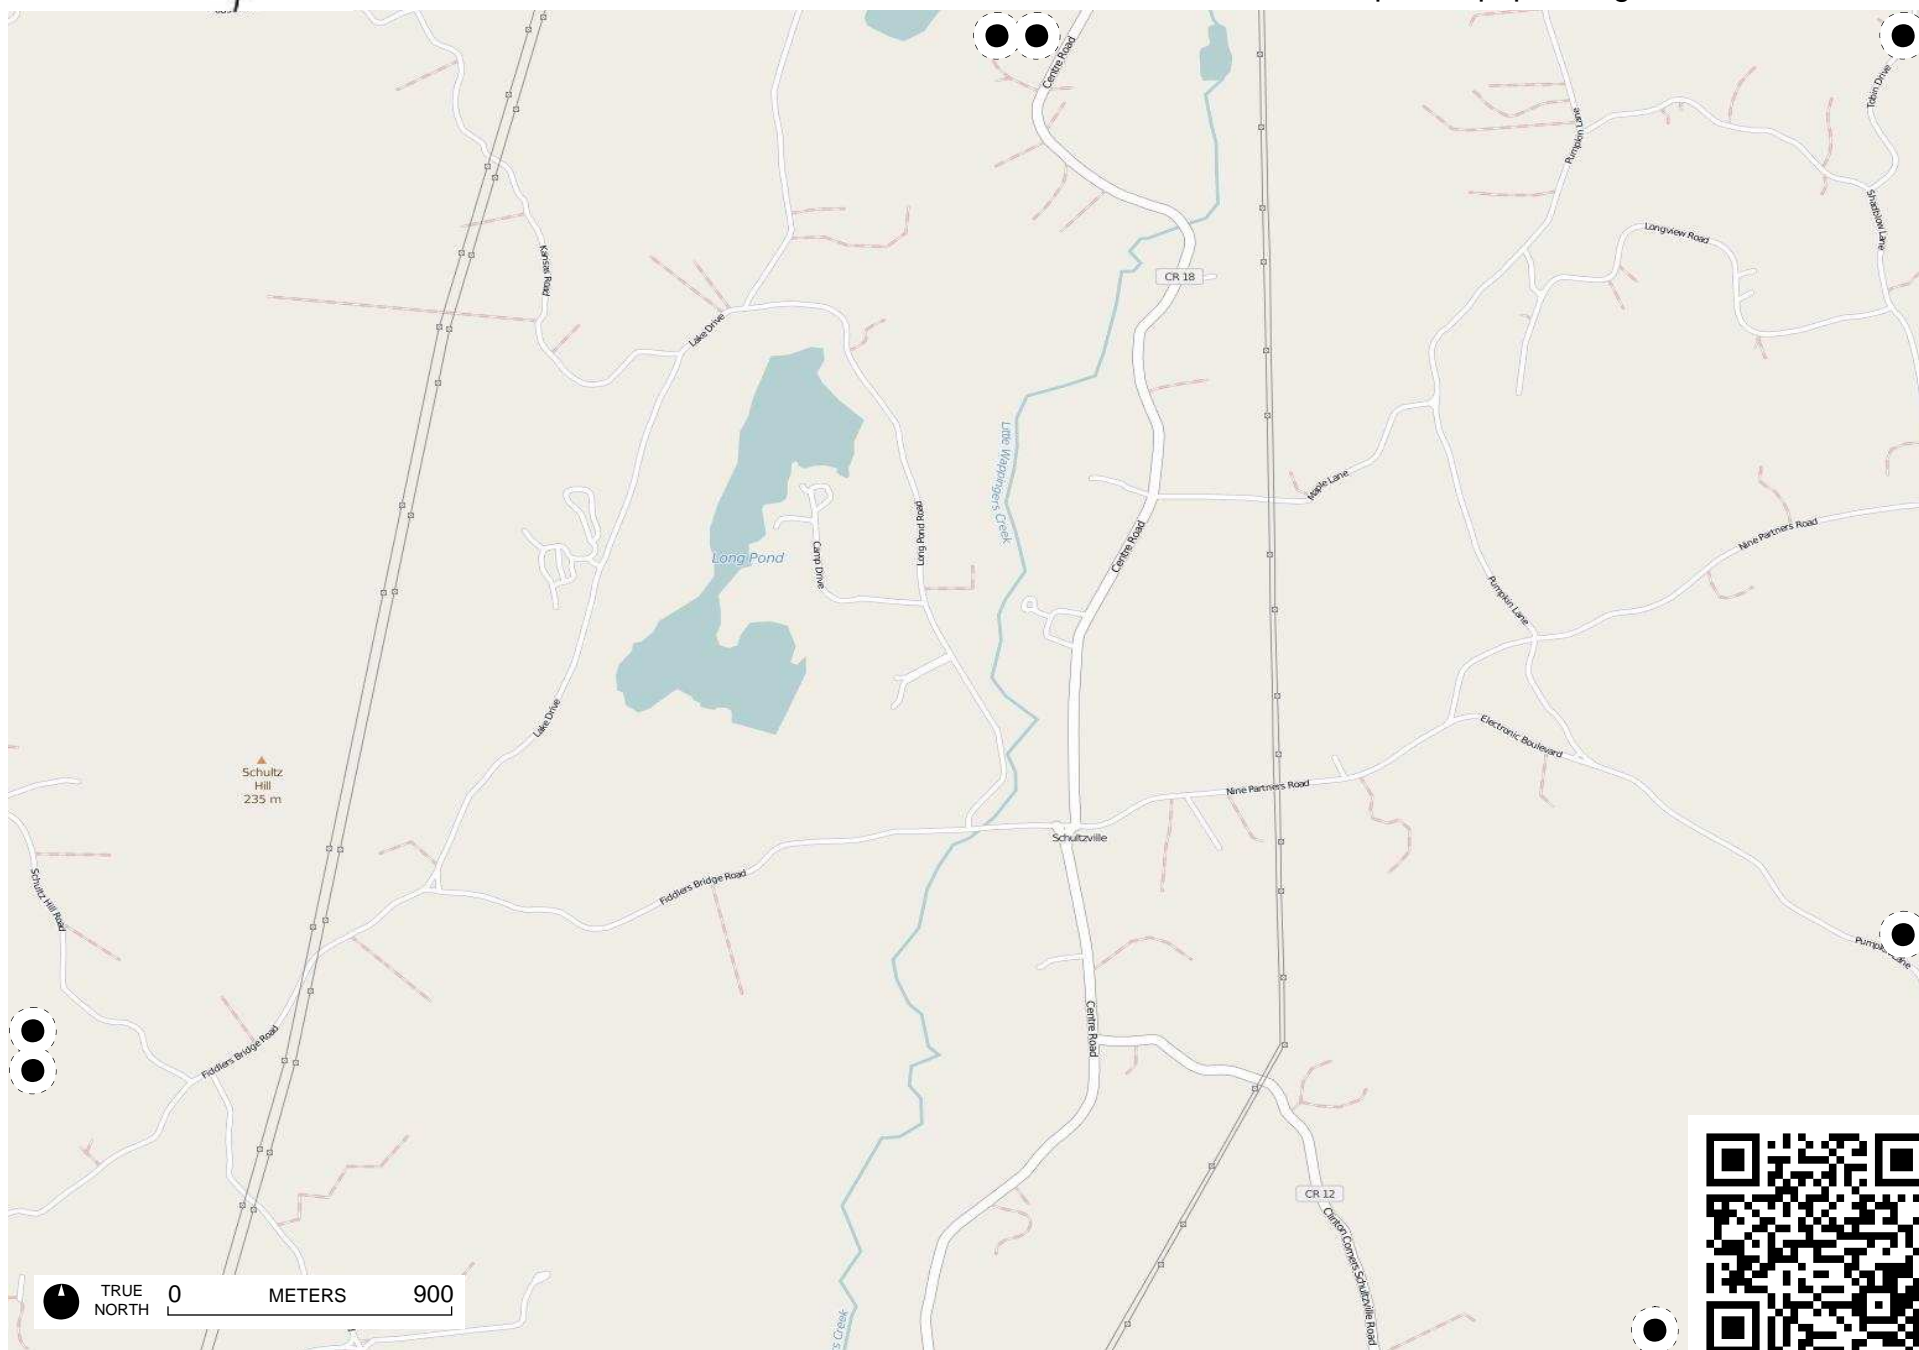 Centre Road
Tobin Drive
Pumpkin Lane
Shadblow Lane
Longview Road
Kansas Road
CR 18
Lake Drive
Little Wappingers Creek
Maple Lane
Long Pond Road
Centre Road
Nine Partners Road
Long Pond
Camp Drive
Pumpkin Lane
Lake Drive
Electronic Boulevard
Schultz
Hill
235 m
Nine Partners Road
Schultzville
Fiddlers Bridge Road
Schultz Hill Road
Centre Road
Fiddlers Bridge Road
CR 12
Clinton Corners Schultzville Road
TRUE
NORTH
0
METERS
900
s Creek